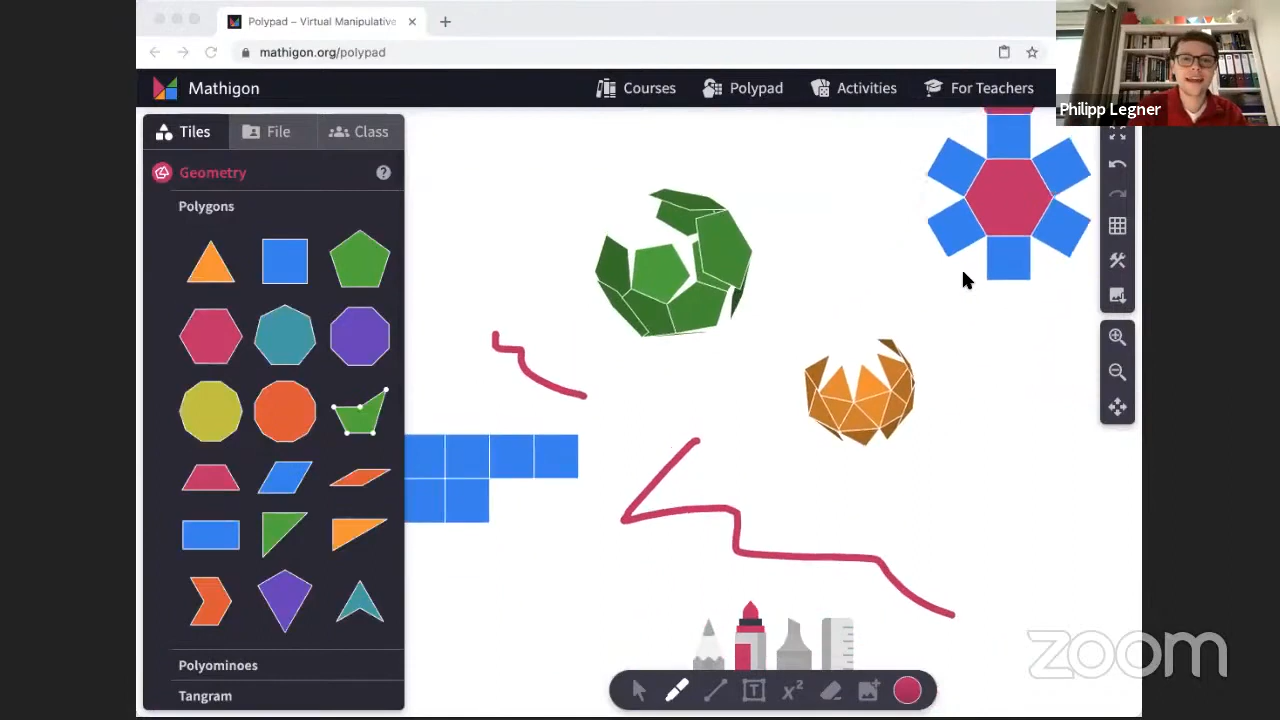 Polypad – Virtual Manipulative
mathigon.org/polypad
Mathigon
Courses
Polypad
Activities
For Teachers
Philipp Legner
Tiles
File
Class
Geometry
?
Polygons
Polyominoes
Tangram
T
x²
zoom